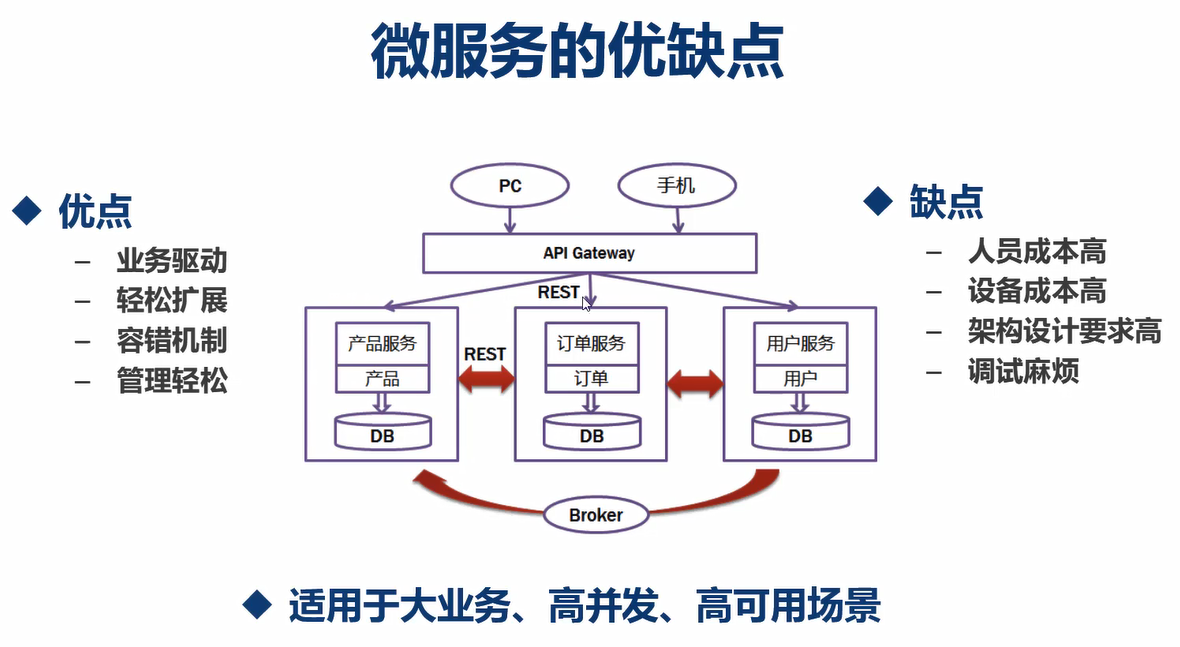 微服务的优缺点
优点
– 业务驱动
– 轻松扩展
– 容错机制
– 管理轻松
PC
手机
API Gateway
REST
产品服务
产品
DB
REST
订单服务
订单
DB
用户服务
用户
DB
Broker
缺点
– 人员成本高
– 设备成本高
– 架构设计要求高
– 调试麻烦
适用于大业务、高并发、高可用场景